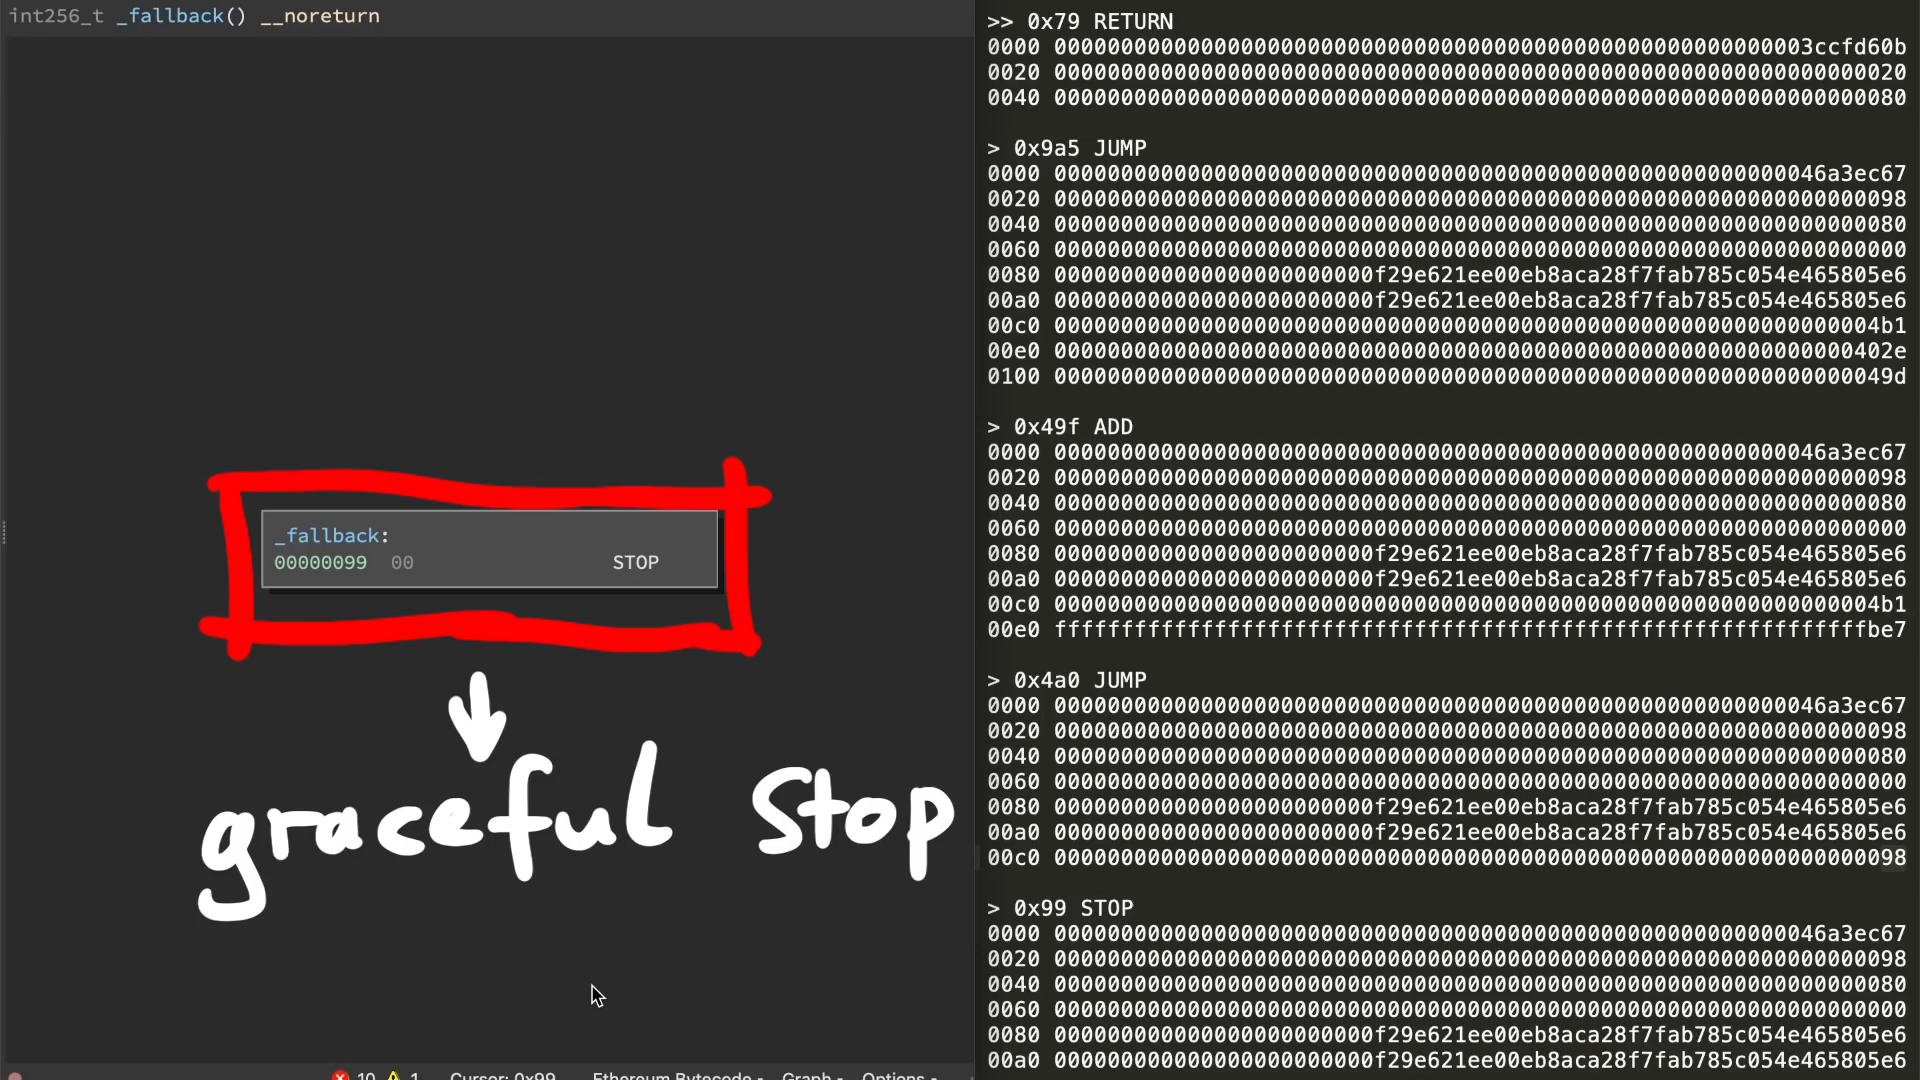 int256_t _fallback() __noreturn
_fallback:
00000099 00 STOP
graceful Stop
10 1 Cursor: 0x99 Ethereum Bytecode Graph Options
>> 0x79 RETURN
0000 000000000000000000000000000000000000000000000000000000003ccfd60b
0020 0000000000000000000000000000000000000000000000000000000000000020
0040 0000000000000000000000000000000000000000000000000000000000000080
> 0x9a5 JUMP
0000 0000000000000000000000000000000000000000000000000000000046a3ec67
0020 0000000000000000000000000000000000000000000000000000000000000098
0040 0000000000000000000000000000000000000000000000000000000000000080
0060 0000000000000000000000000000000000000000000000000000000000000000
0080 000000000000000000000000f29e621ee00eb8aca28f7fab785c054e465805e6
00a0 000000000000000000000000f29e621ee00eb8aca28f7fab785c054e465805e6
00c0 00000000000000000000000000000000000000000000000000000000000004b1
00e0 000000000000000000000000000000000000000000000000000000000000402e
0100 000000000000000000000000000000000000000000000000000000000000049d
> 0x49f ADD
0000 0000000000000000000000000000000000000000000000000000000046a3ec67
0020 0000000000000000000000000000000000000000000000000000000000000098
0040 0000000000000000000000000000000000000000000000000000000000000080
0060 0000000000000000000000000000000000000000000000000000000000000000
0080 000000000000000000000000f29e621ee00eb8aca28f7fab785c054e465805e6
00a0 000000000000000000000000f29e621ee00eb8aca28f7fab785c054e465805e6
00c0 00000000000000000000000000000000000000000000000000000000000004b1
00e0 fffffffffffffffffffffffffffffffffffffffffffffffffffffffffffffbe7
> 0x4a0 JUMP
0000 0000000000000000000000000000000000000000000000000000000046a3ec67
0020 0000000000000000000000000000000000000000000000000000000000000098
0040 0000000000000000000000000000000000000000000000000000000000000080
0060 0000000000000000000000000000000000000000000000000000000000000000
0080 000000000000000000000000f29e621ee00eb8aca28f7fab785c054e465805e6
00a0 000000000000000000000000f29e621ee00eb8aca28f7fab785c054e465805e6
00c0 0000000000000000000000000000000000000000000000000000000000000098
> 0x99 STOP
0000 0000000000000000000000000000000000000000000000000000000046a3ec67
0020 0000000000000000000000000000000000000000000000000000000000000098
0040 0000000000000000000000000000000000000000000000000000000000000080
0060 0000000000000000000000000000000000000000000000000000000000000000
0080 000000000000000000000000f29e621ee00eb8aca28f7fab785c054e465805e6
00a0 000000000000000000000000f29e621ee00eb8aca28f7fab785c054e465805e6